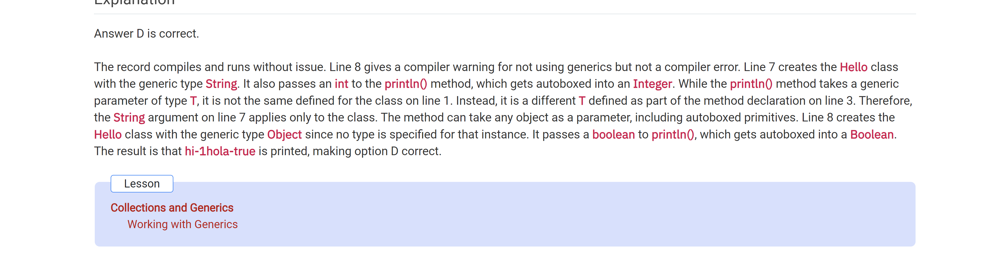 Explanation
Answer D is correct.
The record compiles and runs without issue. Line 8 gives a compiler warning for not using generics but not a compiler error. Line 7 creates the Hello class
with the generic type String. It also passes an int to the println() method, which gets autoboxed into an Integer. While the println() method takes a generic
parameter of type T, it is not the same defined for the class on line 1. Instead, it is a different T defined as part of the method declaration on line 3. Therefore,
the String argument on line 7 applies only to the class. The method can take any object as a parameter, including autoboxed primitives. Line 8 creates the
Hello class with the generic type Object since no type is specified for that instance. It passes a boolean to println(), which gets autoboxed into a Boolean.
The result is that hi-1hola-true is printed, making option D correct.
Lesson
Collections and Generics
Working with Generics